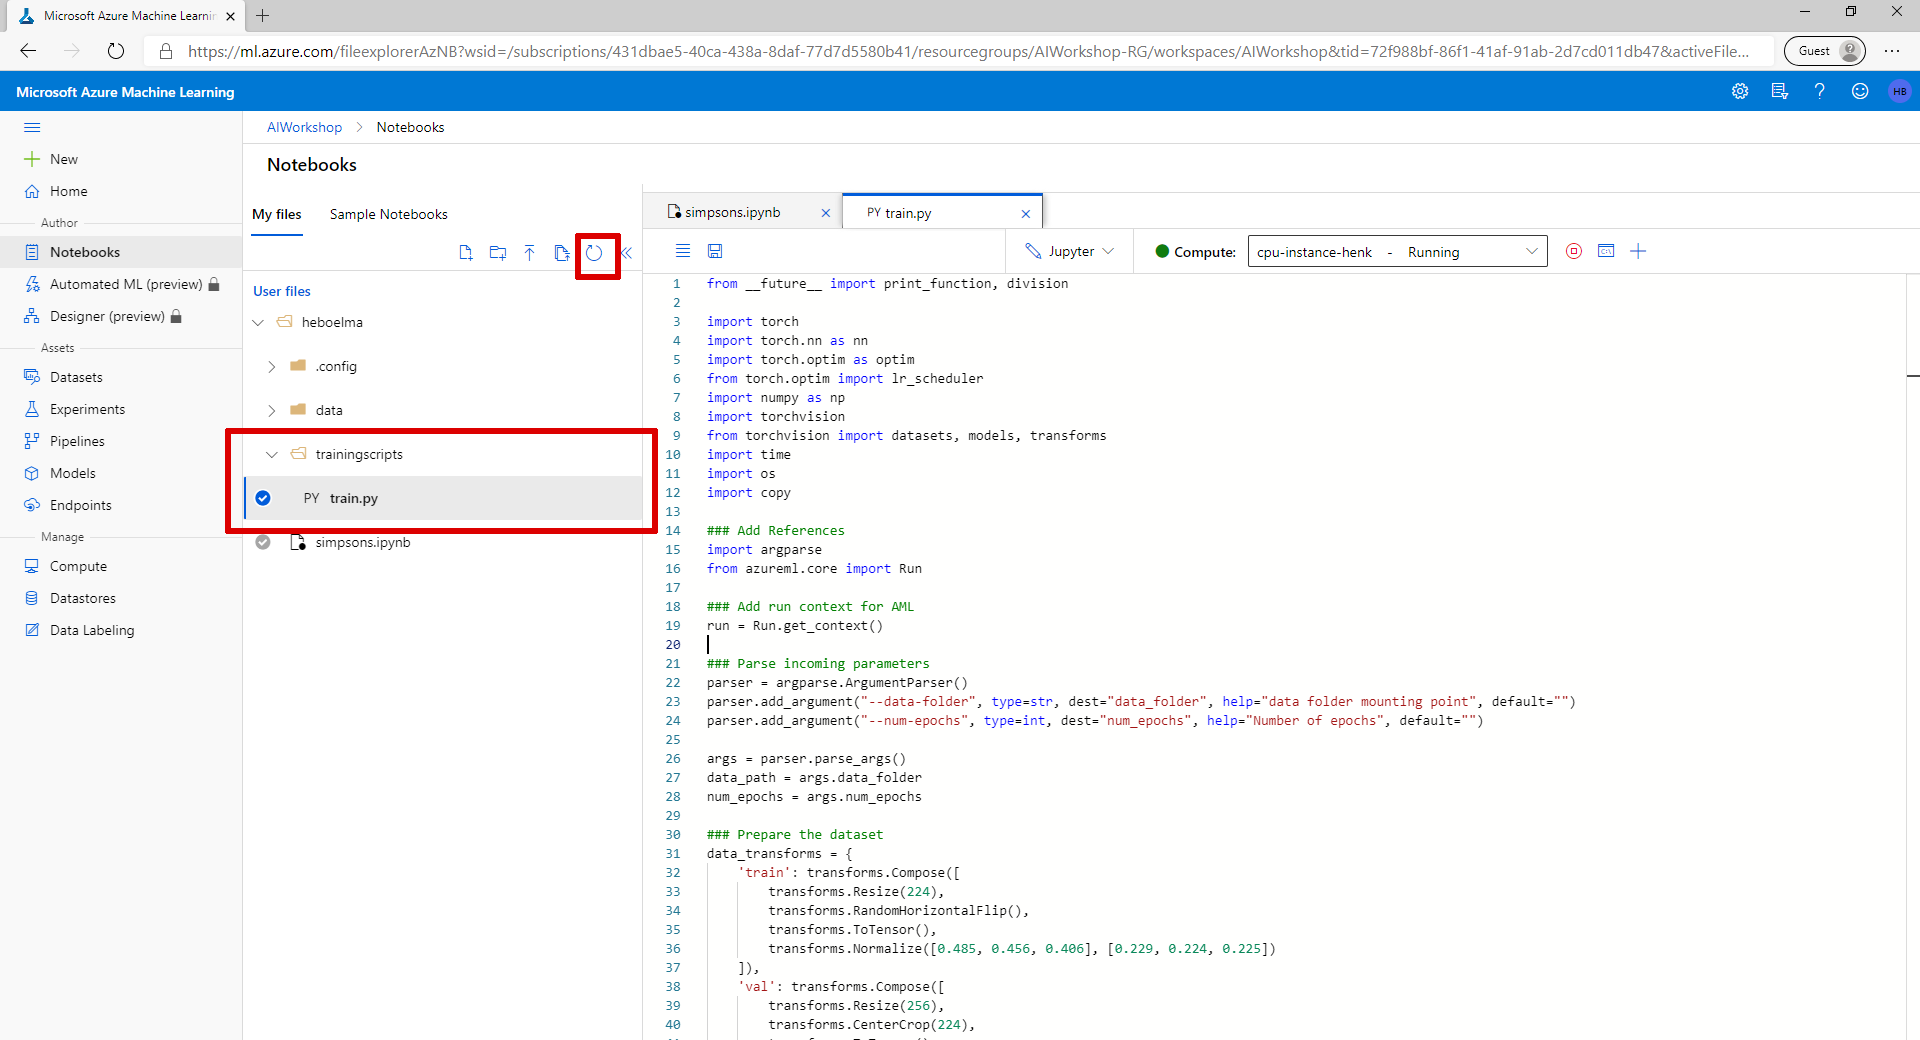 Microsoft Azure Machine Learnin
https://ml.azure.com/fileexplorerAzNB?wsid=/subscriptions/431dbae5-40ca-438a-8daf-77d7d5580b41/resourcegroups/AIWorkshop-RG/workspaces/AIWorkshop&tid=72f988bf-86f1-41af-91ab-2d7cd011db47&activeFile...
Guest
Microsoft Azure Machine Learning
HB
New
Home
Author
Notebooks
Automated ML (preview)
Designer (preview)
Assets
Datasets
Experiments
Pipelines
Models
Endpoints
Manage
Compute
Datastores
Data Labeling
AIWorkshop > Notebooks
Notebooks
My files Sample Notebooks
User files
heboelma
.config
data
trainingscripts
PY train.py
simpsons.ipynb
simpsons.ipynb
PY train.py
Jupyter
Compute: cpu-instance-henk - Running
1 from __future__ import print_function, division
2
3 import torch
4 import torch.nn as nn
5 import torch.optim as optim
6 from torch.optim import lr_scheduler
7 import numpy as np
8 import torchvision
9 from torchvision import datasets, models, transforms
10 import time
11 import os
12 import copy
13
14 ### Add References
15 import argparse
16 from azureml.core import Run
17
18 ### Add run context for AML
19 run = Run.get_context()
20
21 ### Parse incoming parameters
22 parser = argparse.ArgumentParser()
23 parser.add_argument("--data-folder", type=str, dest="data_folder", help="data folder mounting point", default="")
24 parser.add_argument("--num-epochs", type=int, dest="num_epochs", help="Number of epochs", default="")
25
26 args = parser.parse_args()
27 data_path = args.data_folder
28 num_epochs = args.num_epochs
29
30 ### Prepare the dataset
31 data_transforms = {
32 'train': transforms.Compose([
33 transforms.Resize(224),
34 transforms.RandomHorizontalFlip(),
35 transforms.ToTensor(),
36 transforms.Normalize([0.485, 0.456, 0.406], [0.229, 0.224, 0.225])
37 ]),
38 'val': transforms.Compose([
39 transforms.Resize(256),
40 transforms.CenterCrop(224),